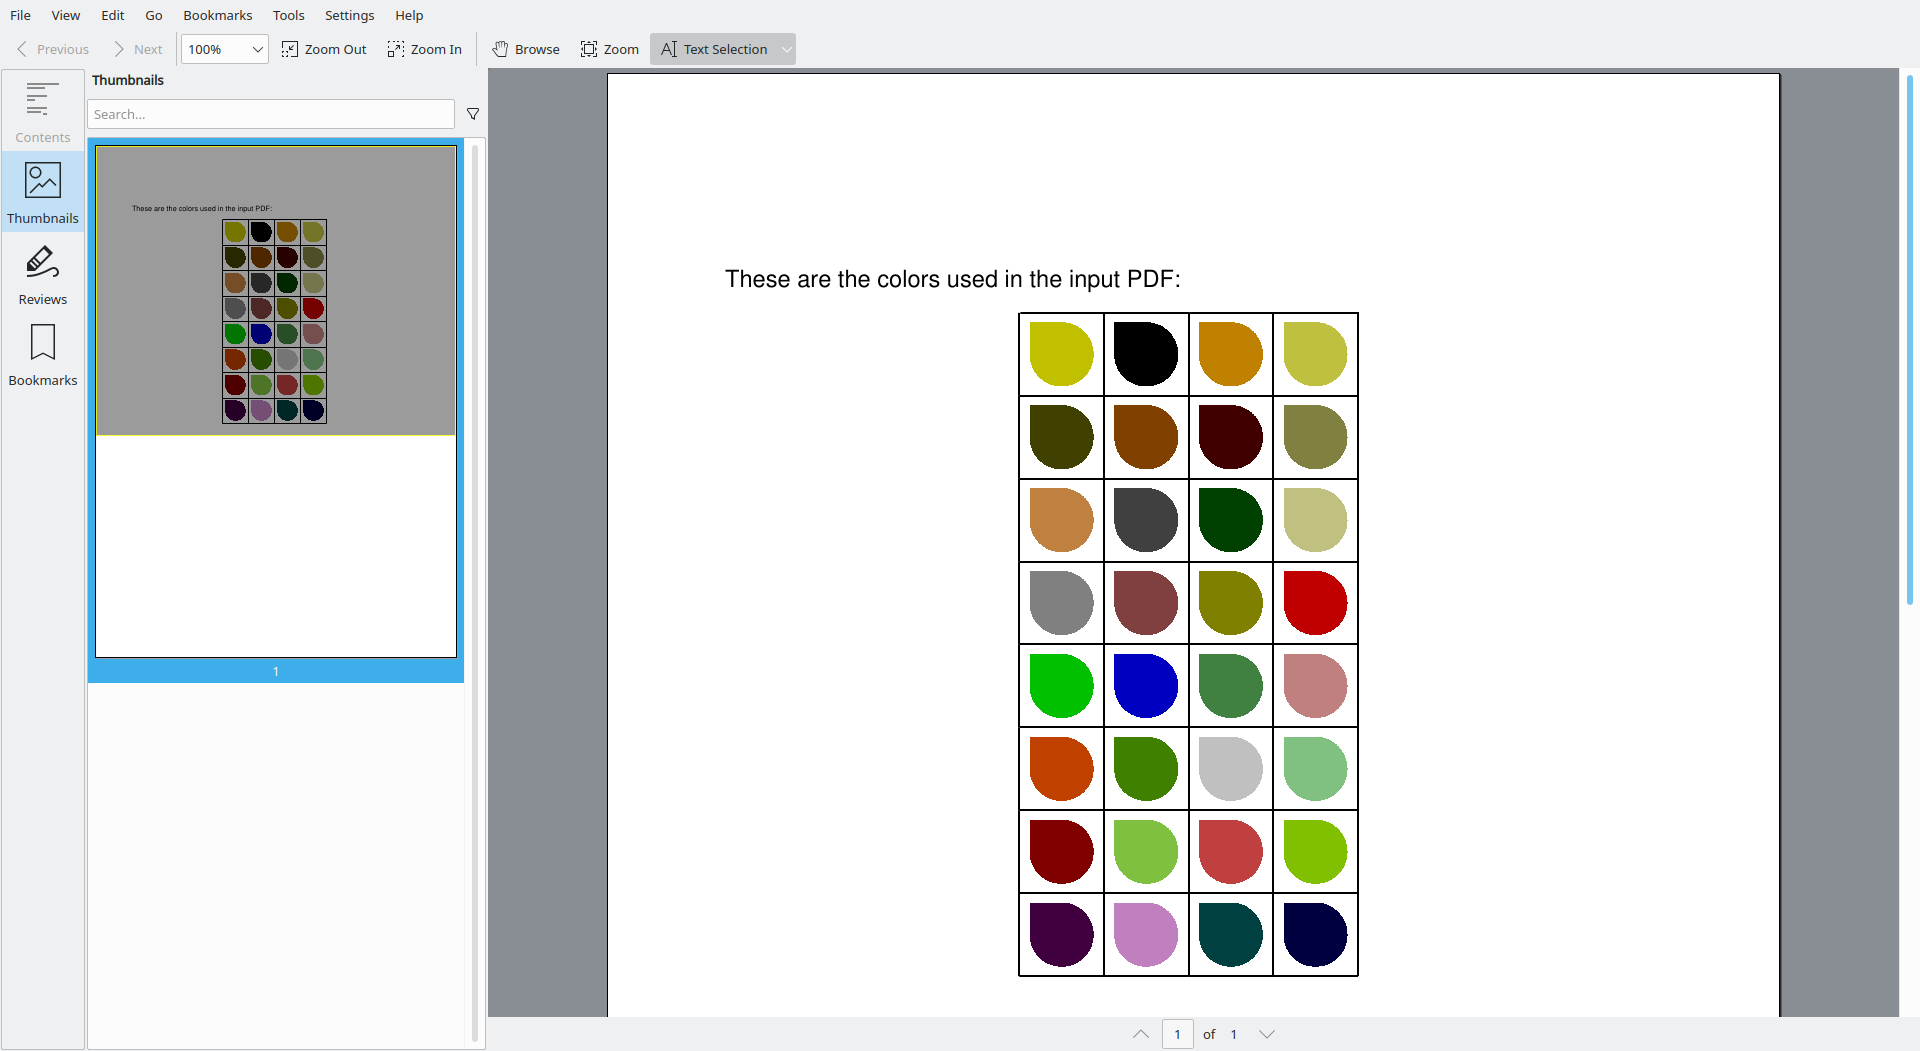 File View Edit Go Bookmarks Tools Settings Help
Previous Next 100% Zoom Out Zoom In Browse Zoom Text Selection
Thumbnails
Search...
Contents
Thumbnails
Reviews
Bookmarks
These are the colors used in the input PDF:
1
These are the colors used in the input PDF:
1 of 1